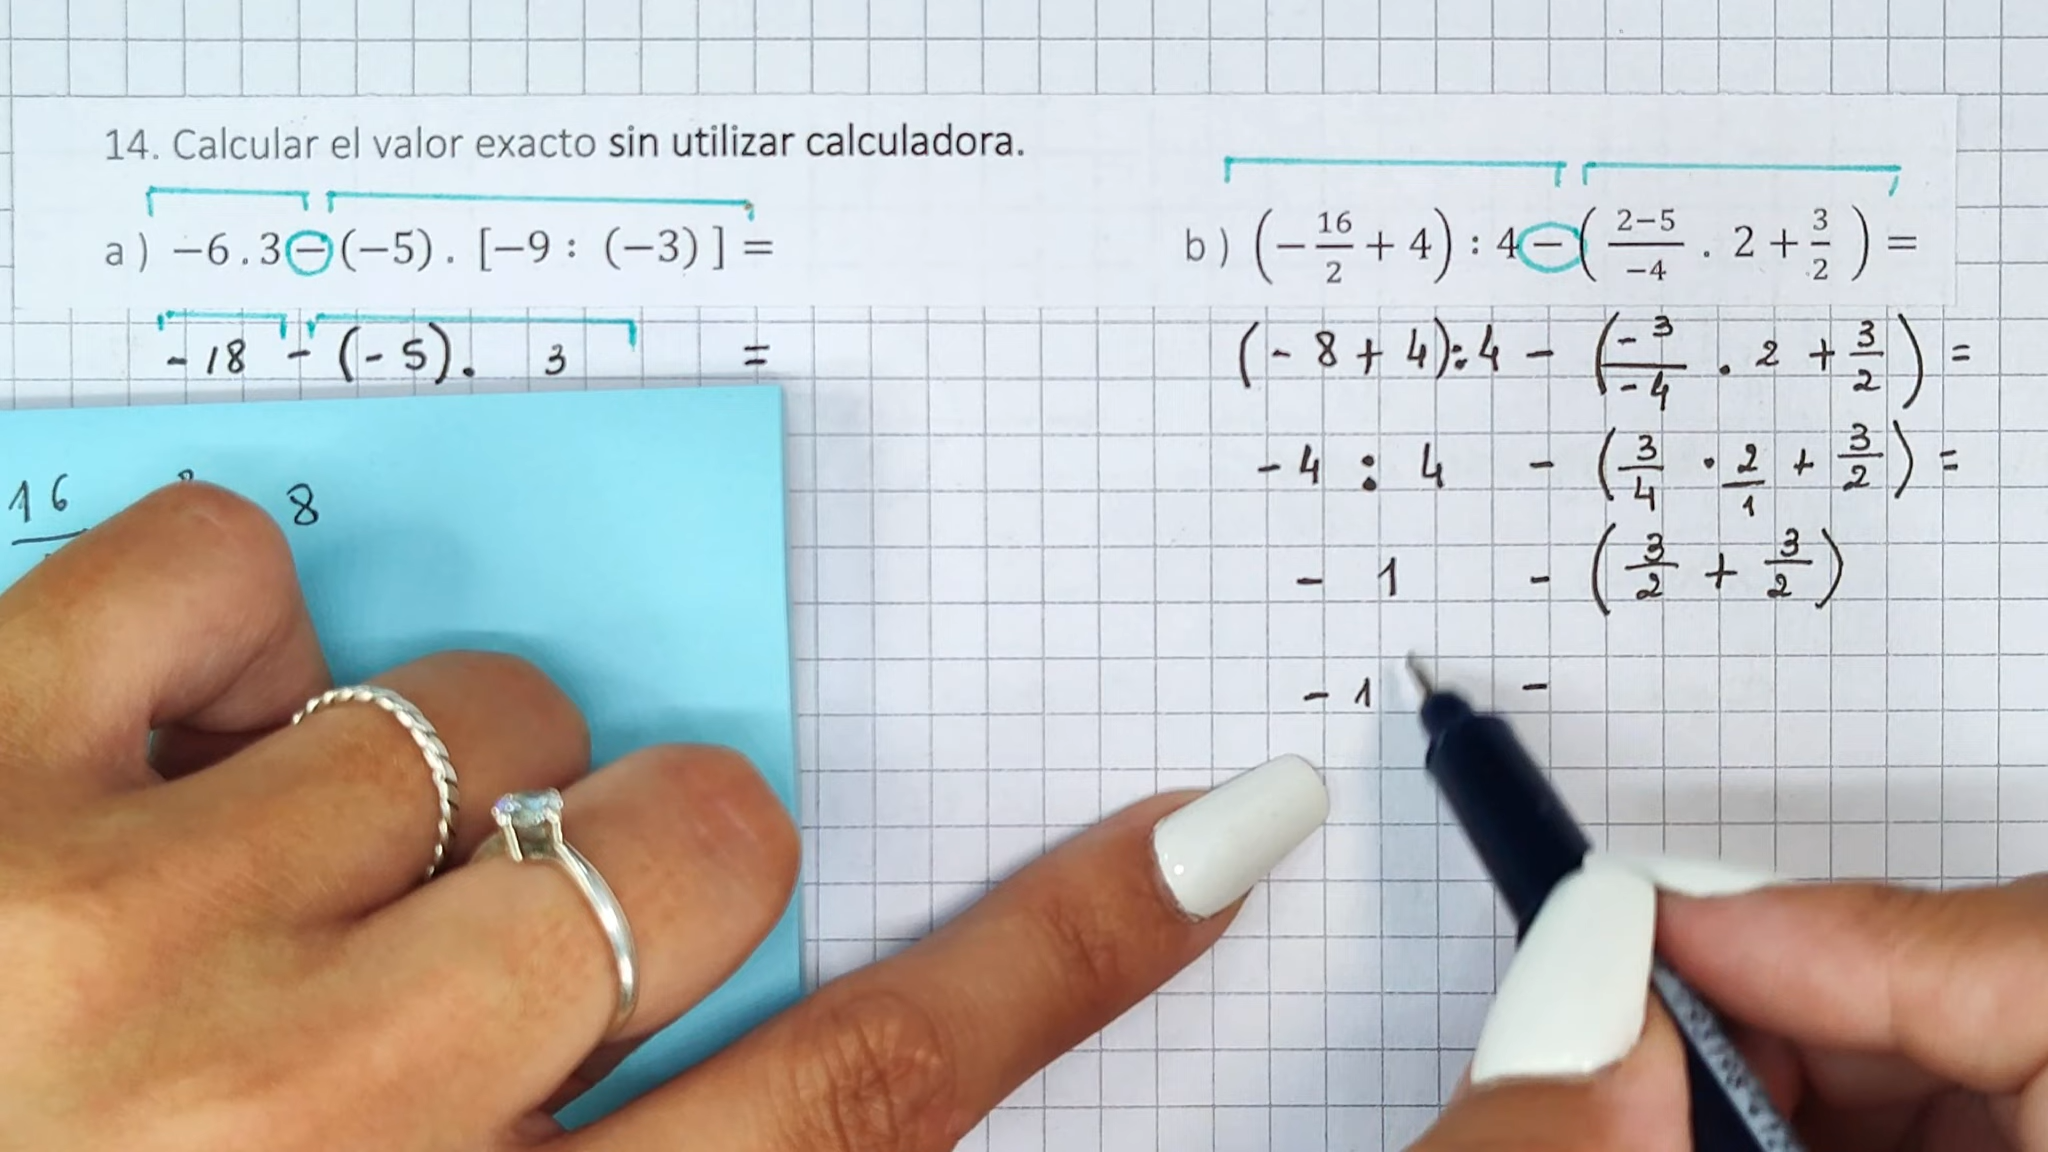 14. Calcular el valor exacto sin utilizar calculadora.
a) −6 . 3 − (−5) . [−9 : (−3)] =
- 18 - (- 5) . 3 =
16
8
b) (− 16/2 + 4) : 4 − ( (2−5)/−4 . 2 + 3/2 ) =
(- 8 + 4) : 4 - ( -3/-4 . 2 + 3/2 ) =
- 4 : 4 - ( 3/4 · 2/1 + 3/2 ) =
- 1 - ( 3/2 + 3/2 )
- 1 -